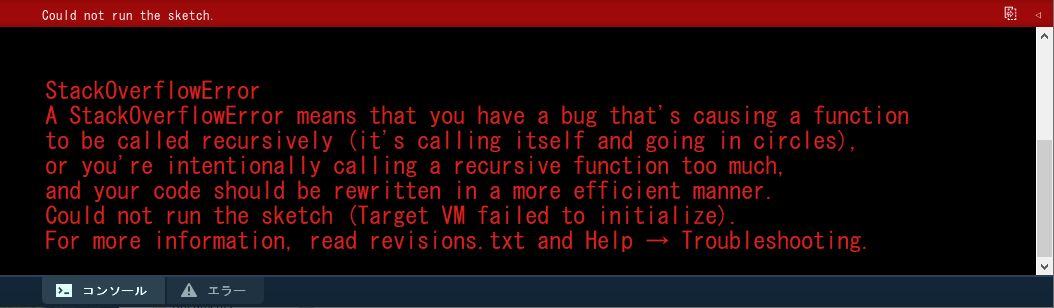 Could not run the sketch.
StackOverflowError
A StackOverflowError means that you have a bug that's causing a function
to be called recursively (it's calling itself and going in circles),
or you're intentionally calling a recursive function too much,
and your code should be rewritten in a more efficient manner.
Could not run the sketch (Target VM failed to initialize).
For more information, read revisions.txt and Help → Troubleshooting.
コンソール エラー